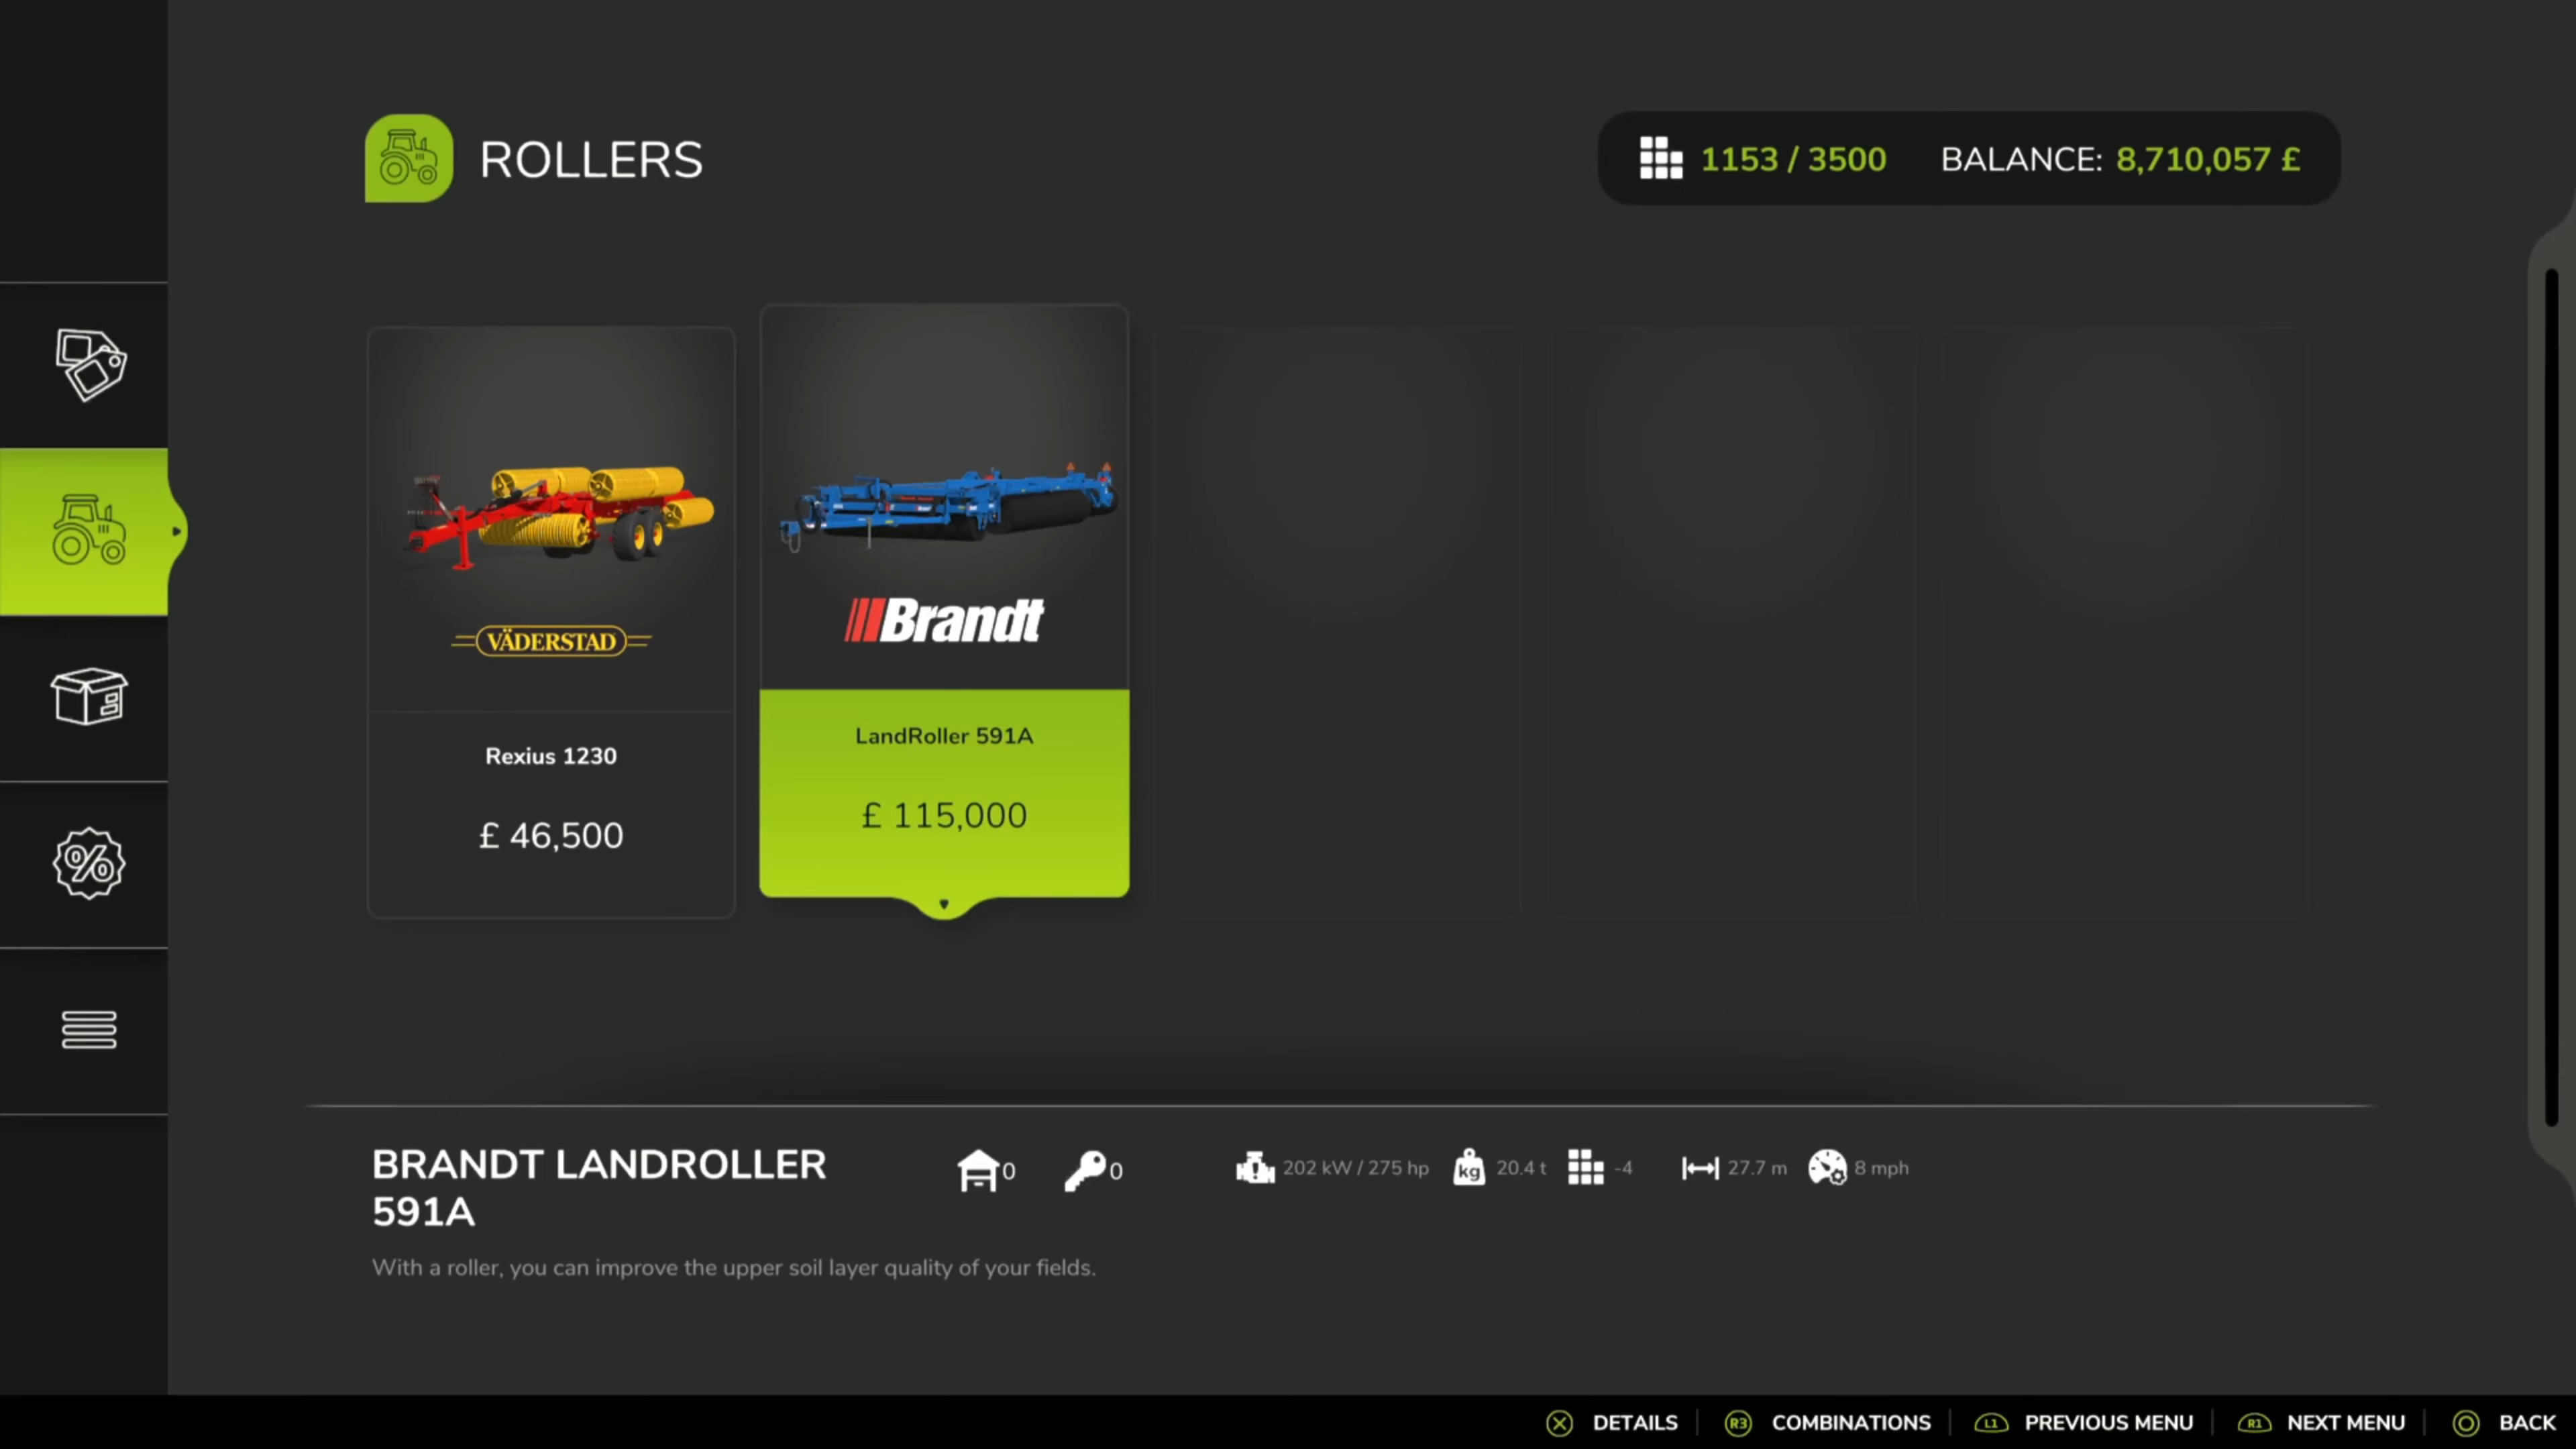 ROLLERS
1153 / 3500 BALANCE: 8,710,057 £
VÄDERSTAD
Rexius 1230
£ 46,500
Brandt
LandRoller 591A
£ 115,000
BRANDT LANDROLLER
591A
0 0 202 kW / 275 hp kg 20.4 t -4 27.7 m 8 mph
With a roller, you can improve the upper soil layer quality of your fields.
DETAILS R3 COMBINATIONS L1 PREVIOUS MENU R1 NEXT MENU BACK